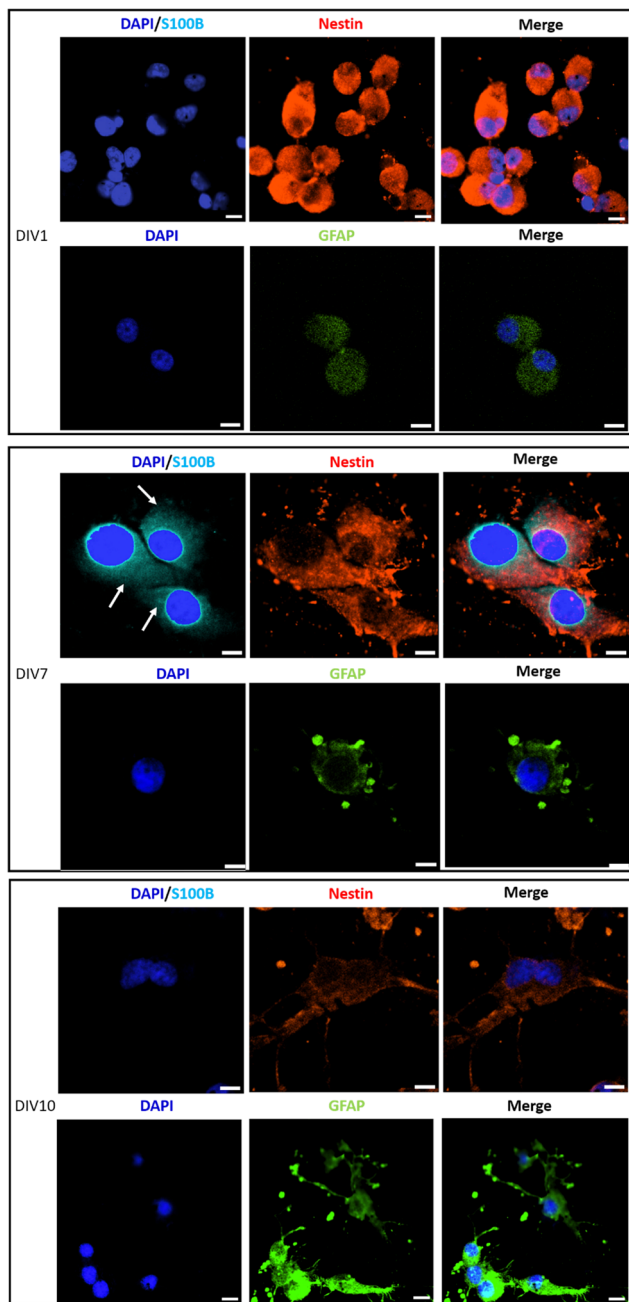 DAPI/S100B Nestin Merge
DIV1
DAPI GFAP Merge
DAPI/S100B Nestin Merge
DIV7
DAPI GFAP Merge
DAPI/S100B Nestin Merge
DIV10
DAPI GFAP Merge